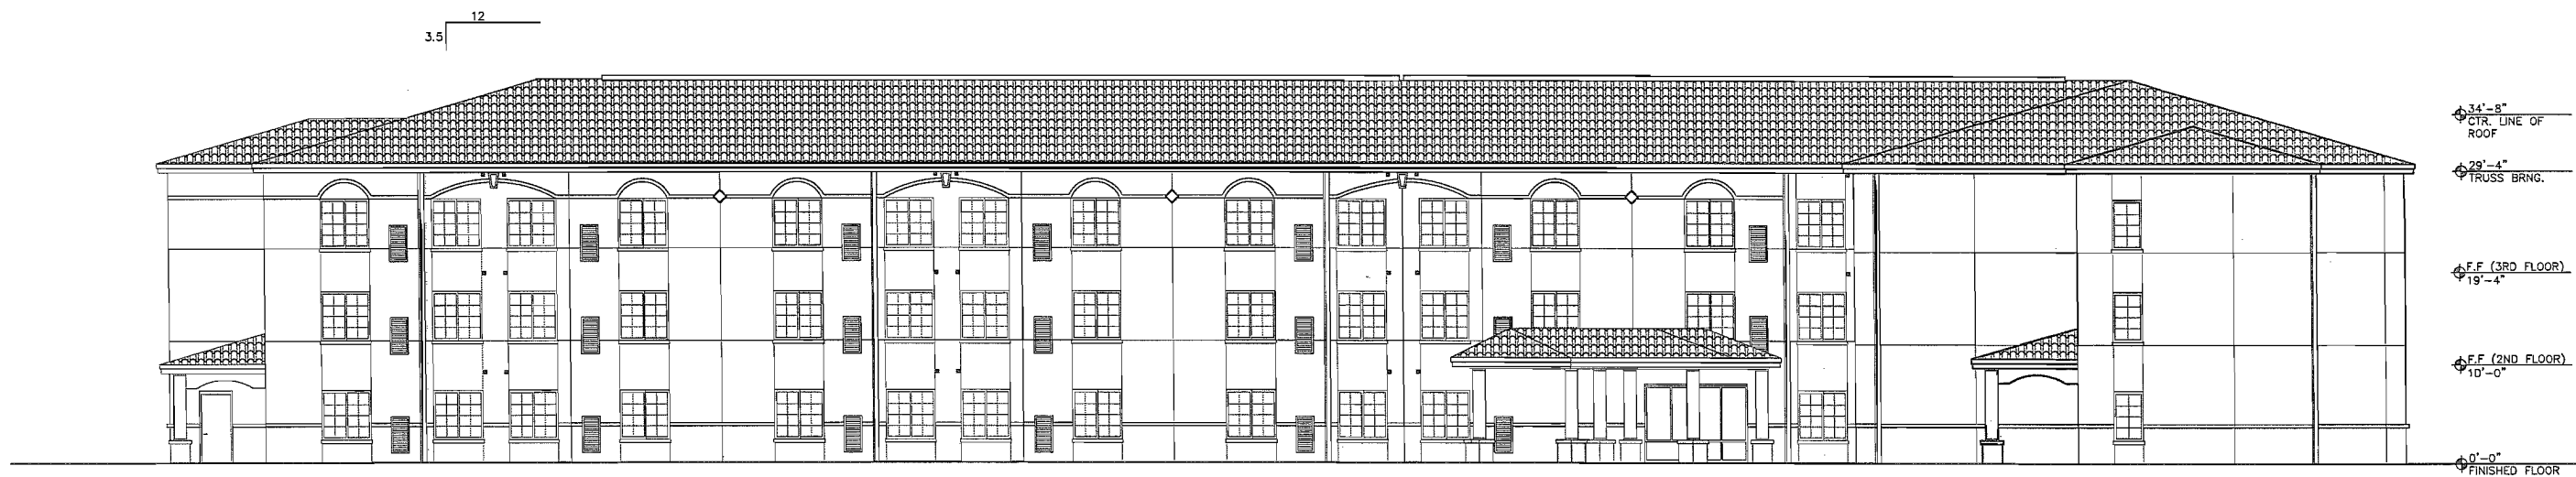 12
3.5
34'-8"
CTR. LINE OF
ROOF
29'-4"
TRUSS BRNG.
F.F (3RD FLOOR)
19'-4"
F.F (2ND FLOOR)
10'-0"
0'-0"
FINISHED FLOOR